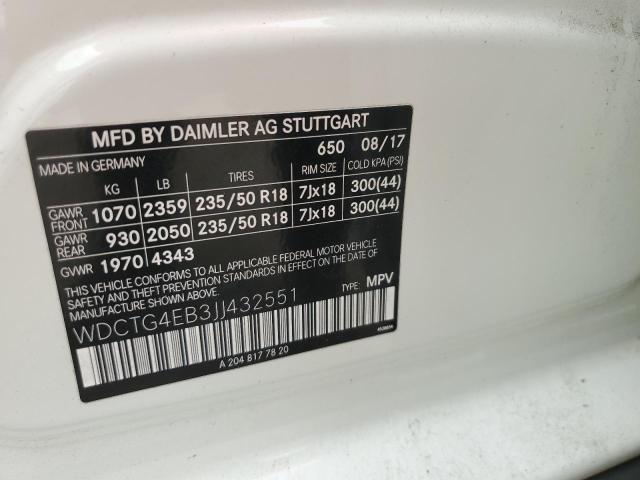 MFD BY DAIMLER AG STUTTGART
MADE IN GERMANY 650 08/17
KG LB TIRES RIM SIZE COLD KPA(PSI)
GAWR FRONT 1070 2359 235/50 R18 7Jx18 300(44)
GAWR REAR 930 2050 235/50 R18 7Jx18 300(44)
GVWR 1970 4343
THIS VEHICLE CONFORMS TO ALL APPLICABLE FEDERAL MOTOR VEHICLE
SAFETY AND THEFT PREVENTION STANDARDS IN EFFECT ON THE DATE OF
MANUFACTURE SHOWN ABOVE.
WDCTG4EB3JJ432551 TYPE: MPV
A 204 817 78 20